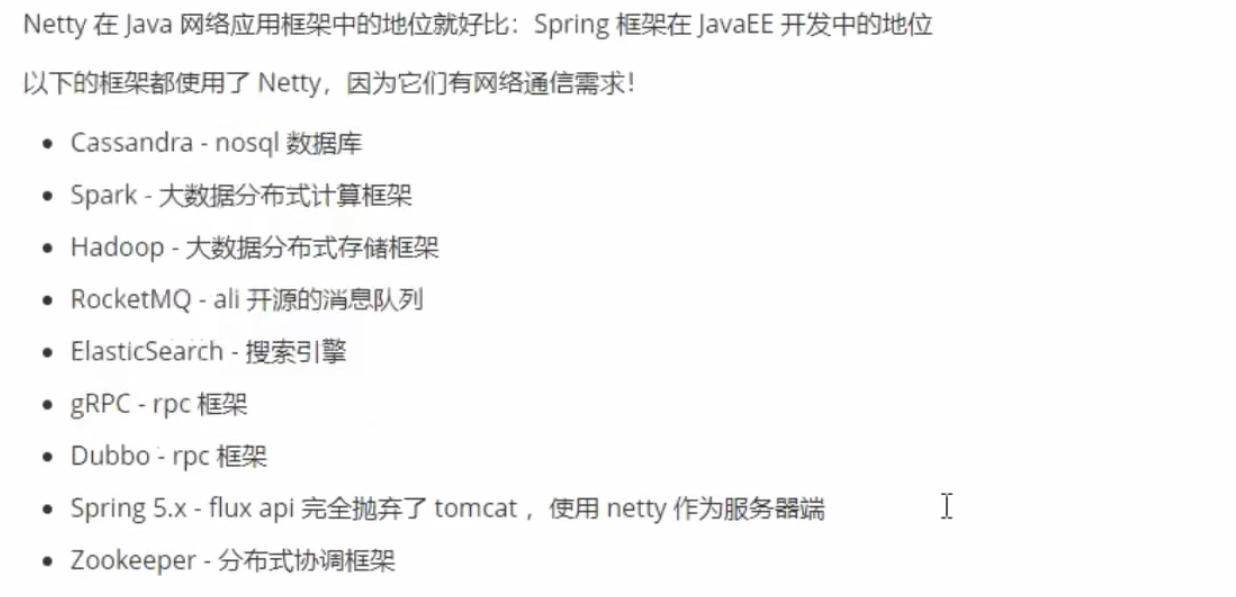 Netty 在 Java 网络应用框架中的地位就好比：Spring 框架在 JavaEE 开发中的地位
以下的框架都使用了 Netty，因为它们有网络通信需求！
• Cassandra - nosql 数据库
• Spark - 大数据分布式计算框架
• Hadoop - 大数据分布式存储框架
• RocketMQ - ali 开源的消息队列
• ElasticSearch - 搜索引擎
• gRPC - rpc 框架
• Dubbo - rpc 框架
• Spring 5.x - flux api 完全抛弃了 tomcat ，使用 netty 作为服务器端
• Zookeeper - 分布式协调框架